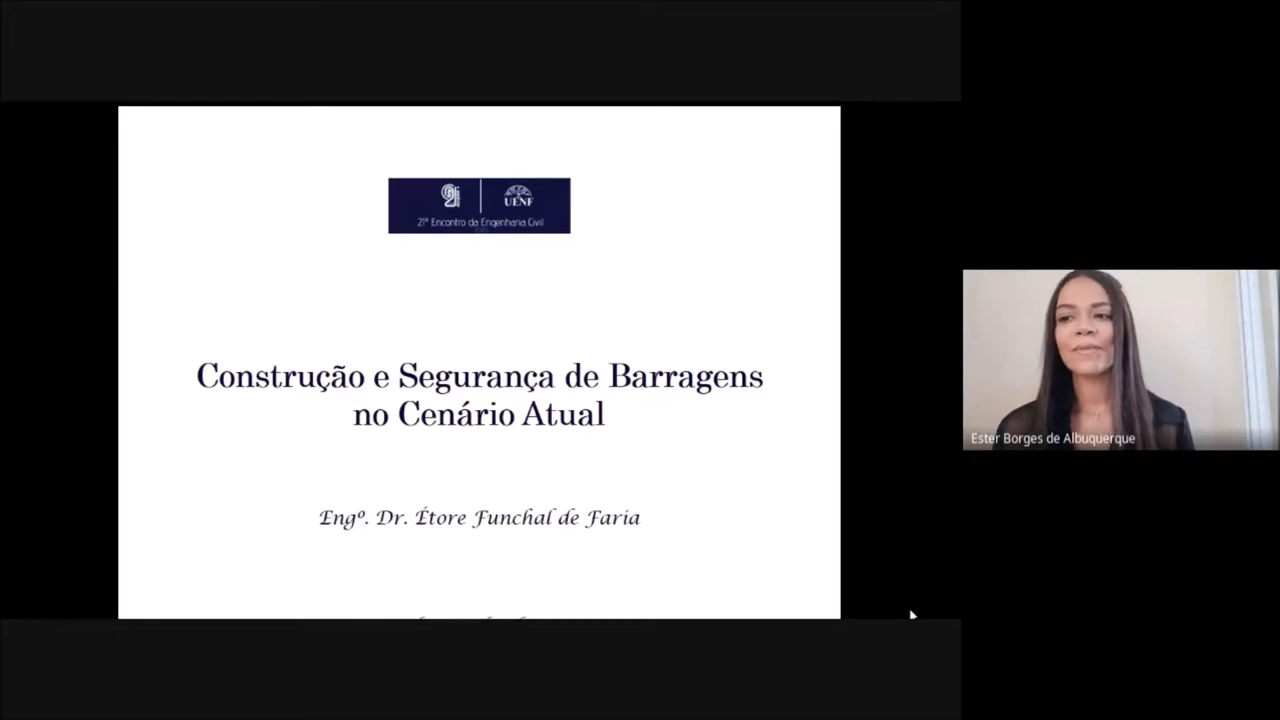 UENF
21º Encontro da Engenharia Civil
Construção e Segurança de Barragens
no Cenário Atual
Engº. Dr. Étore Funchal de Faria
Ester Borges de Albuquerque